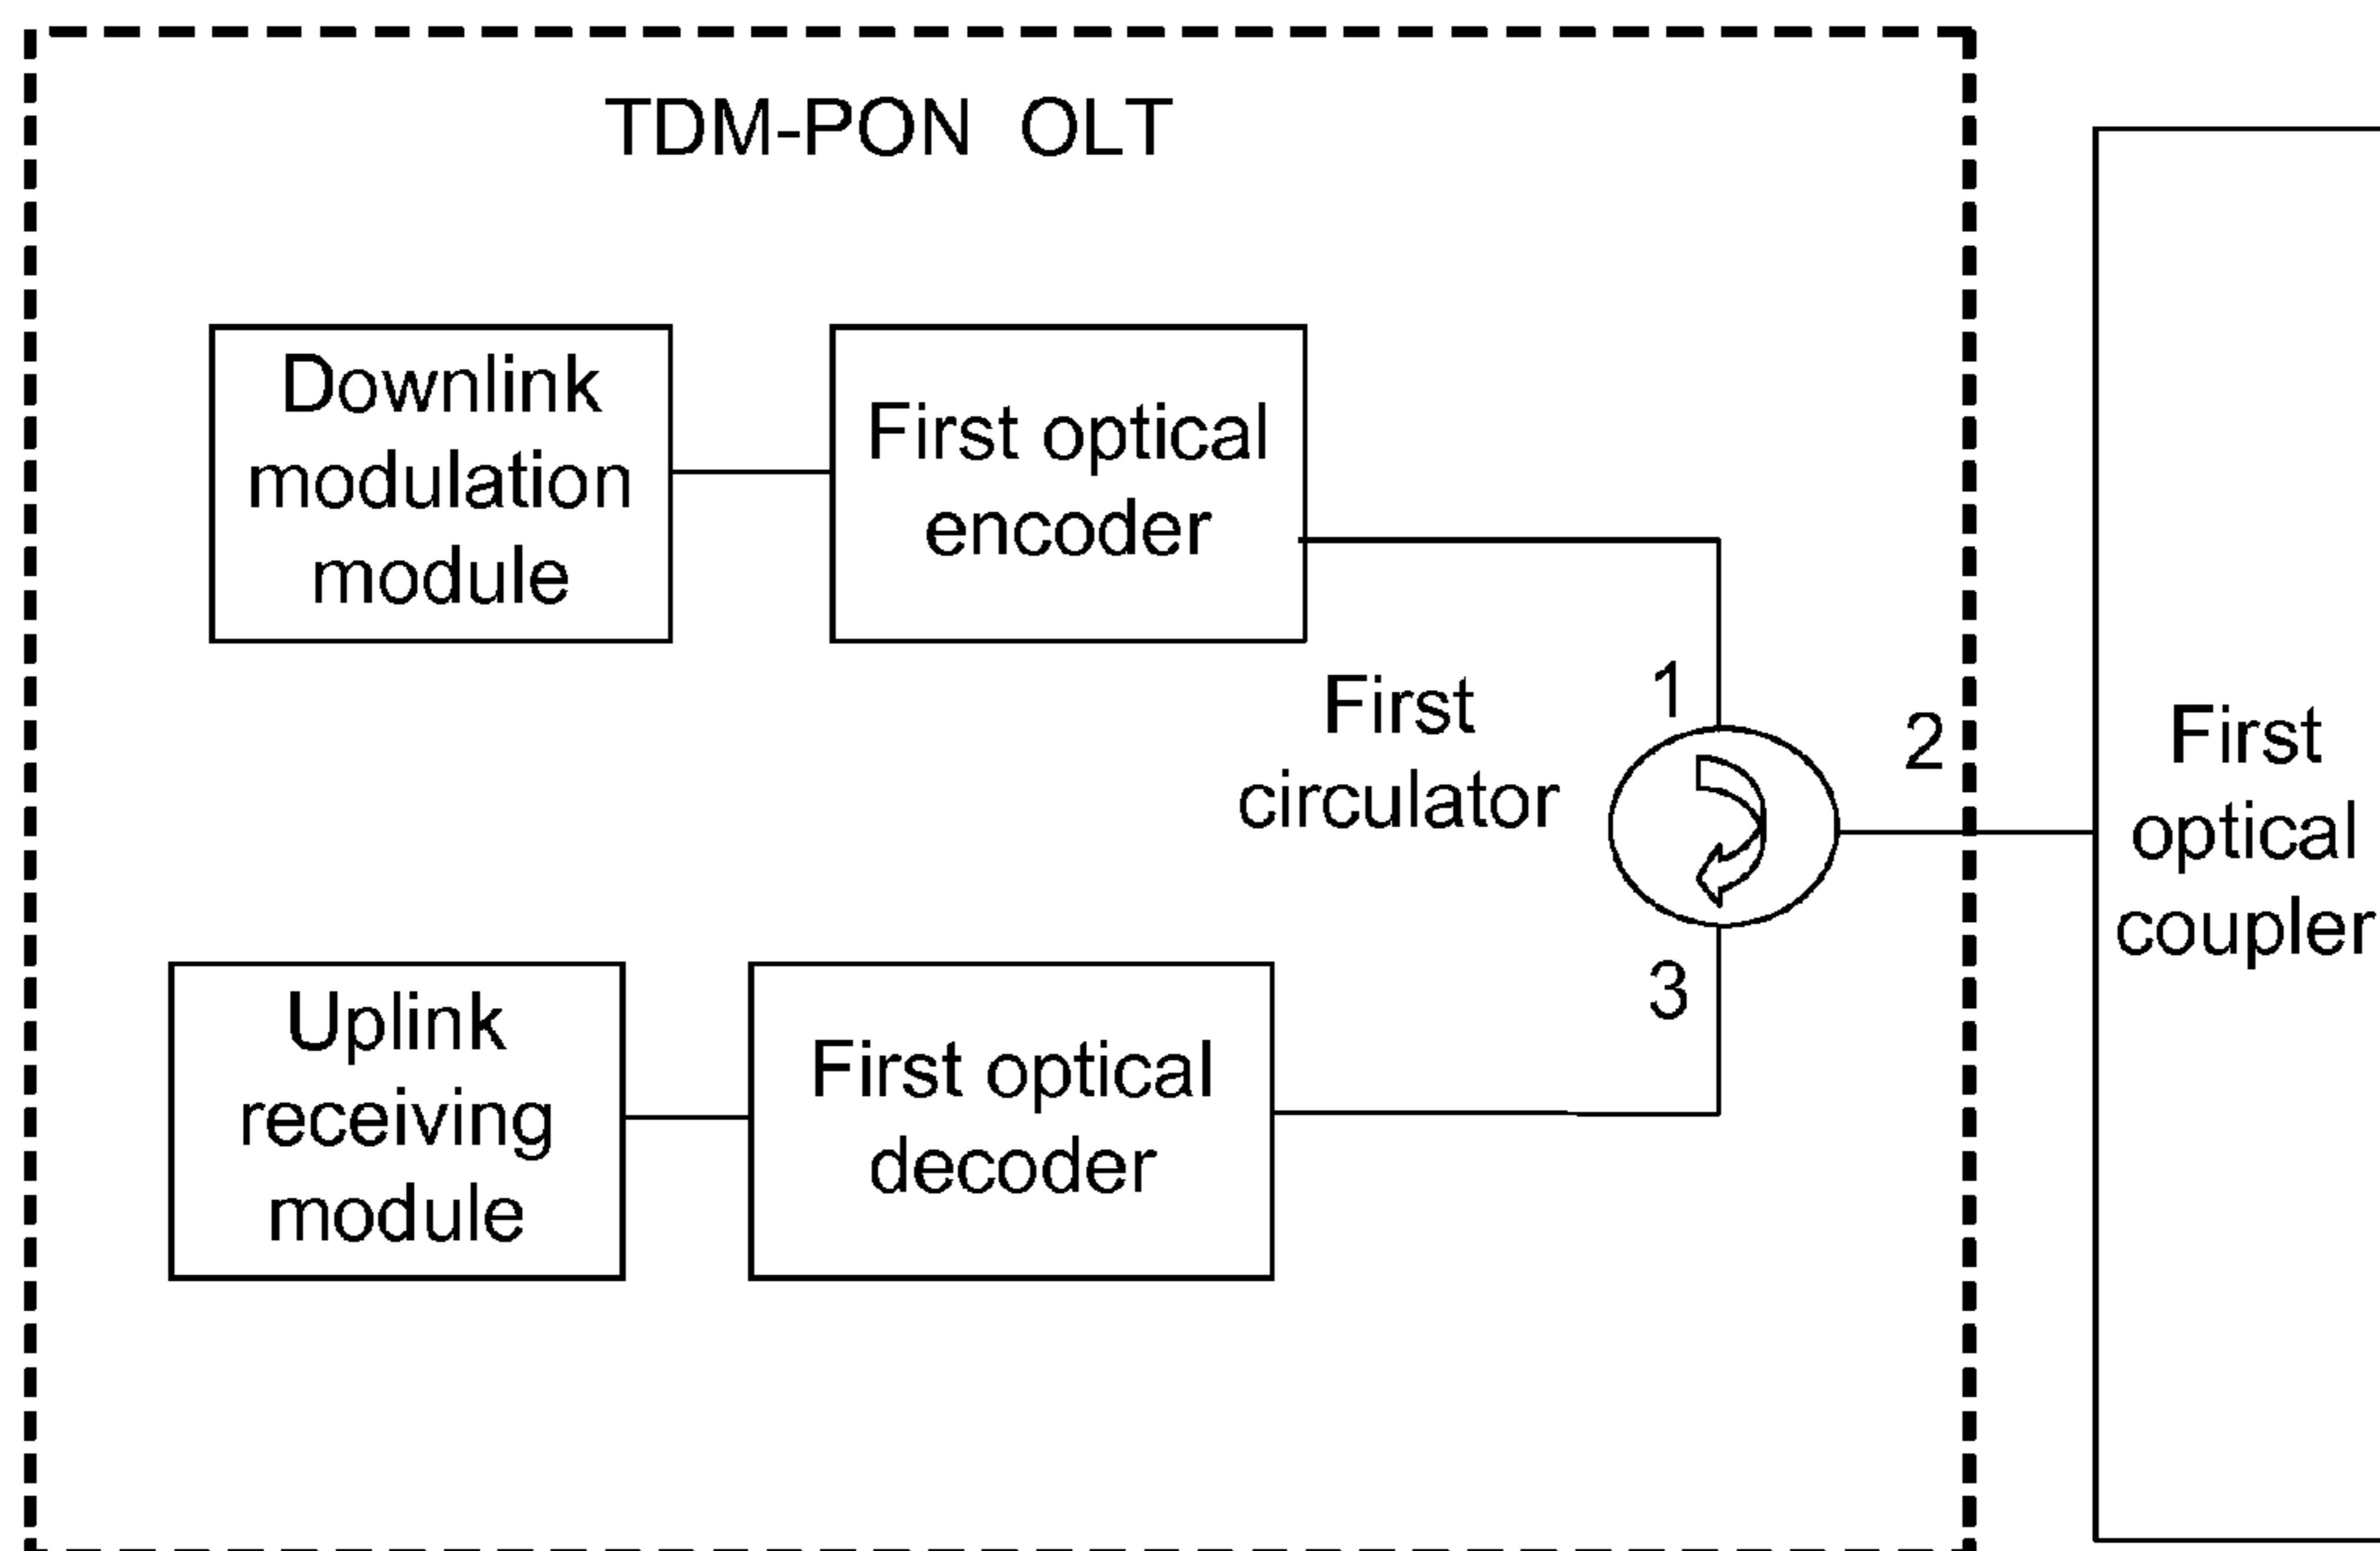 TDM-PON OLT
Downlink
modulation
module
First optical
encoder
First
circulator
1
2
3
First
optical
coupler
Uplink
receiving
module
First optical
decoder